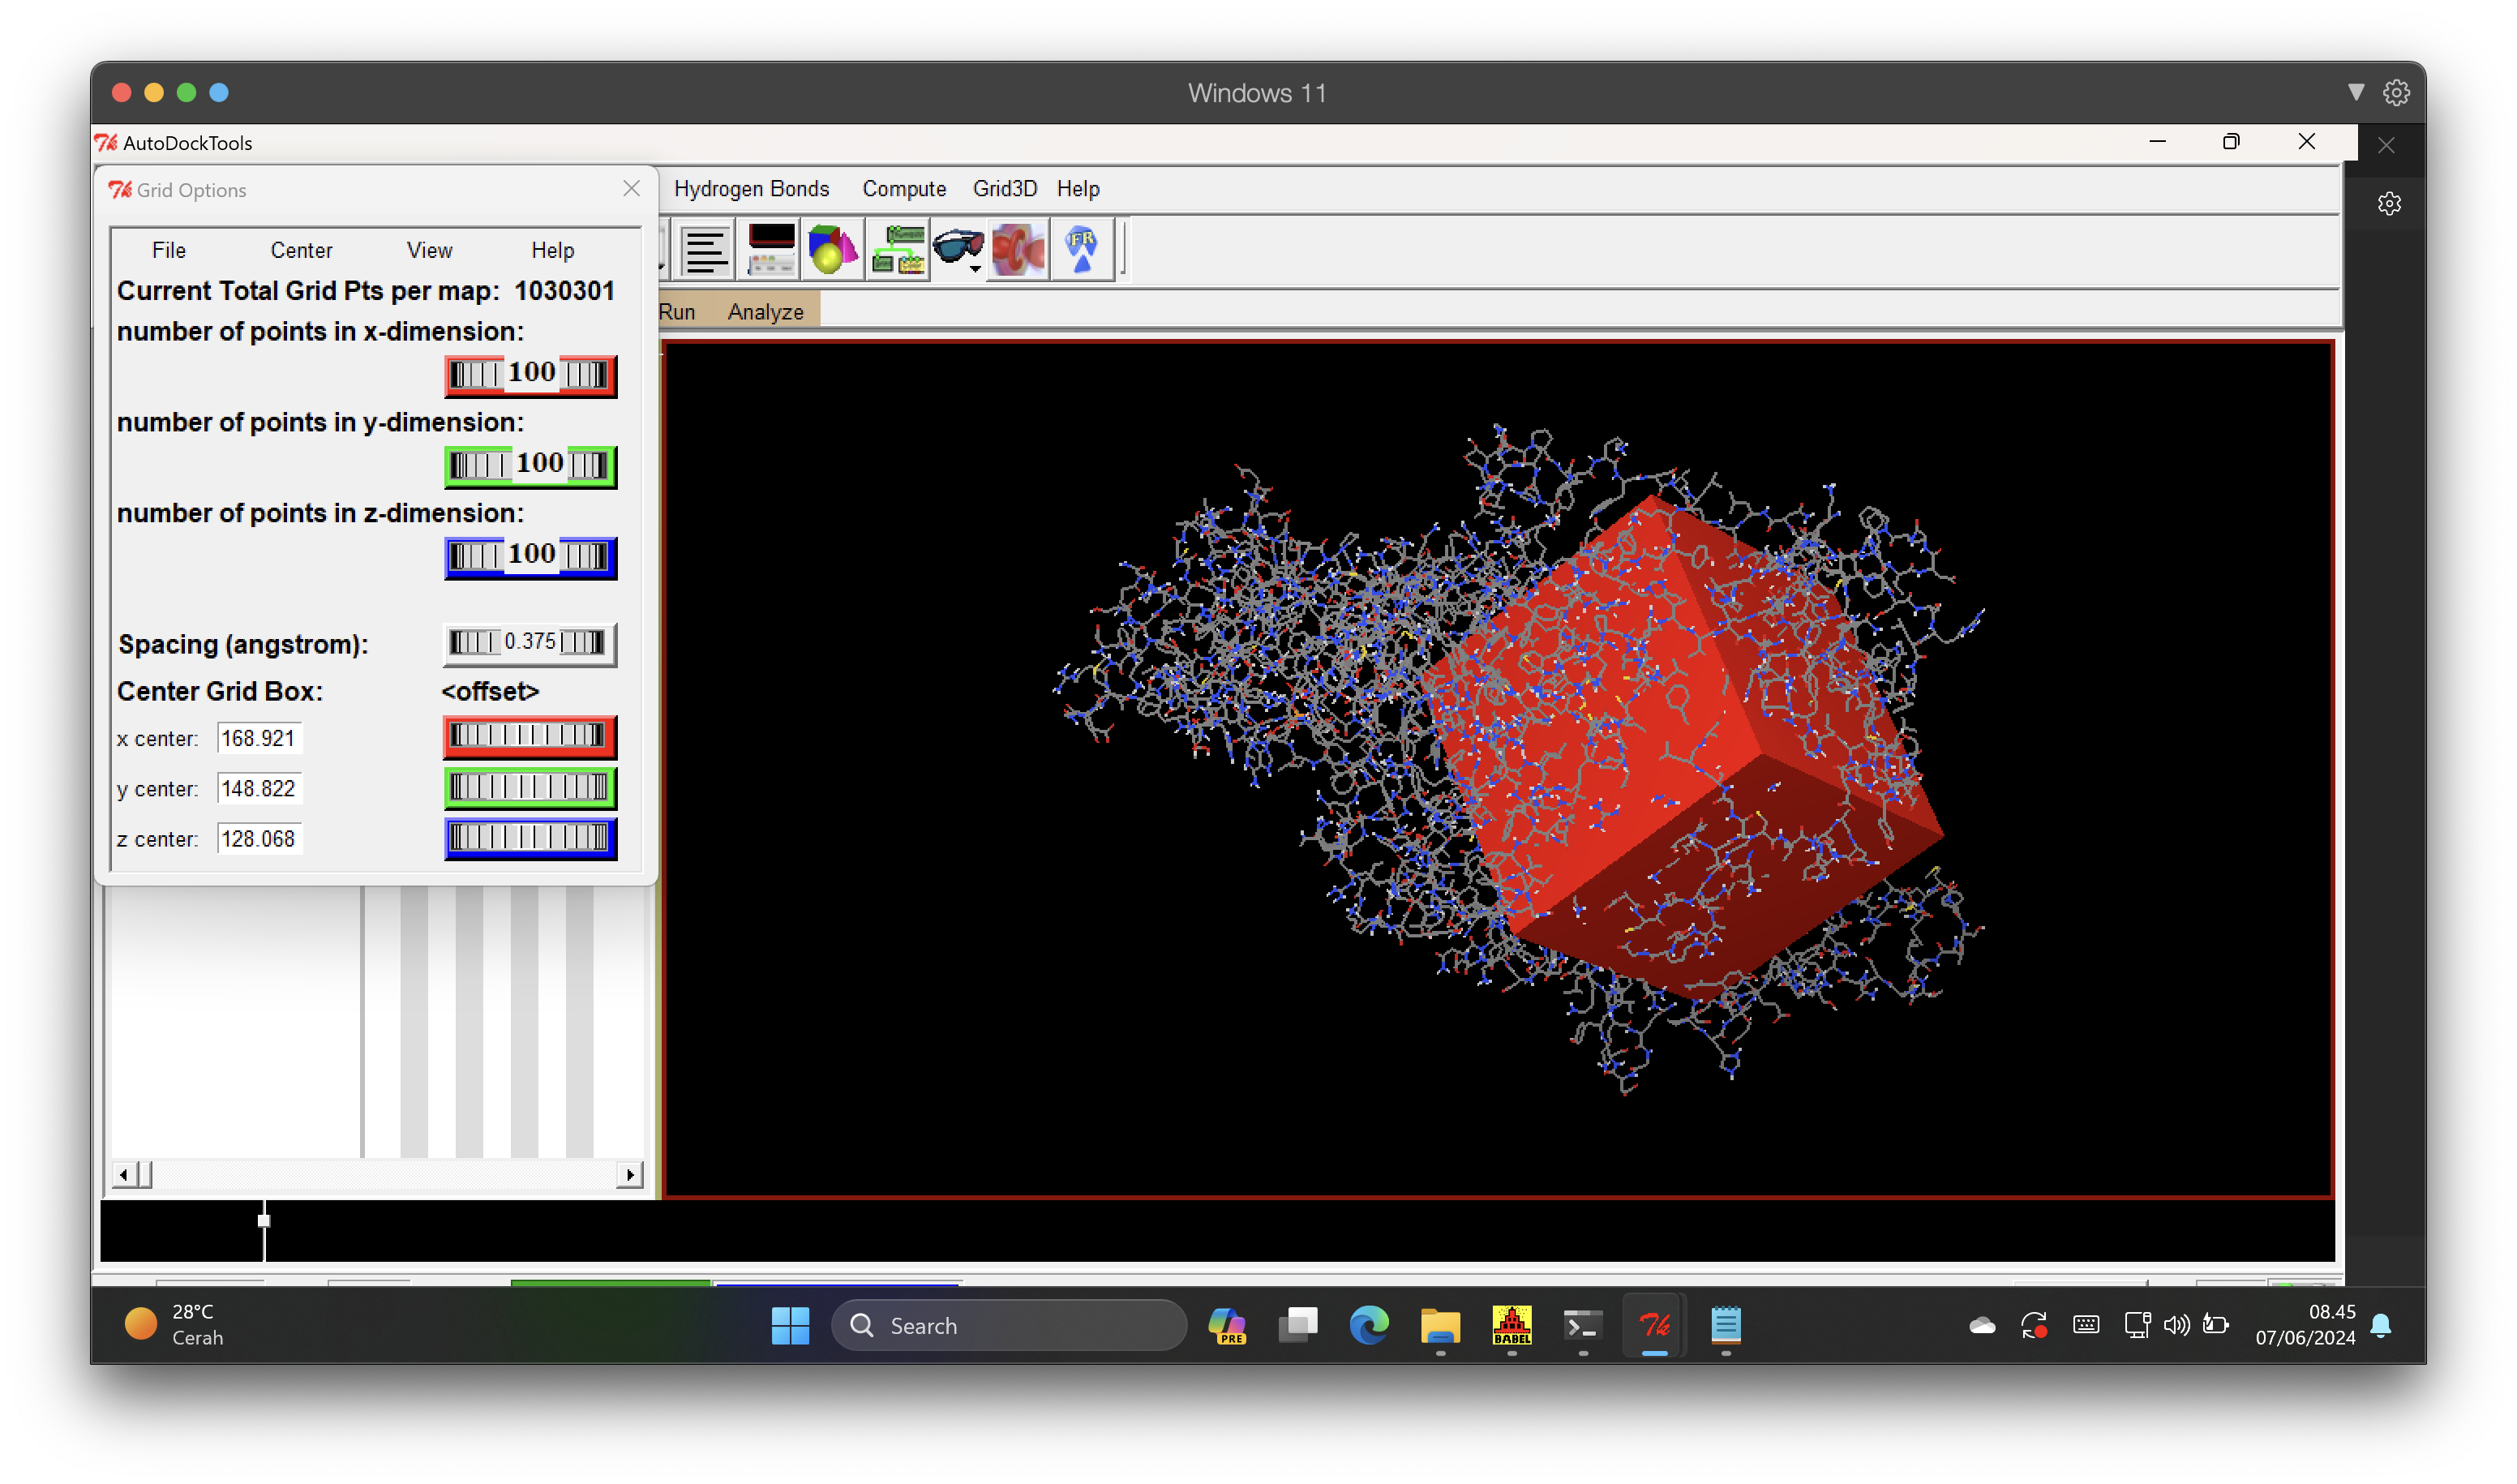 Windows 11
AutoDockTools
Grid Options
Hydrogen Bonds Compute Grid3D Help
File Center View Help
FR
Current Total Grid Pts per map: 1030301
Run Analyze
number of points in x-dimension:
100
number of points in y-dimension:
100
number of points in z-dimension:
100
Spacing (angstrom): 0.375
Center Grid Box: <offset>
x center: 168.921
y center: 148.822
z center: 128.068
28°C
Cerah
Search
PRE
BABEL
08.45
07/06/2024